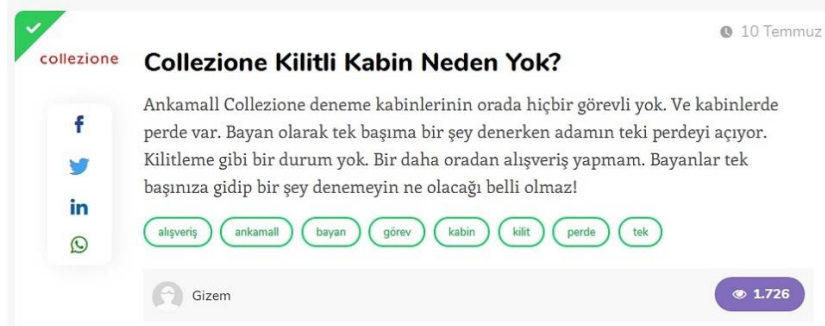 10 Temmuz
collezione
Collezione Kilitli Kabin Neden Yok?
Ankamall Collezione deneme kabinlerinin orada hiçbir görevli yok. Ve kabinlerde
perde var. Bayan olarak tek başıma bir şey denerken adamın teki perdeyi açıyor.
Kilitleme gibi bir durum yok. Bir daha oradan alışveriş yapmam. Bayanlar tek
başınıza gidip bir şey denemeyin ne olacağı belli olmaz!
alışveriş ankamall bayan görev kabin kilit perde tek
Gizem 1.726